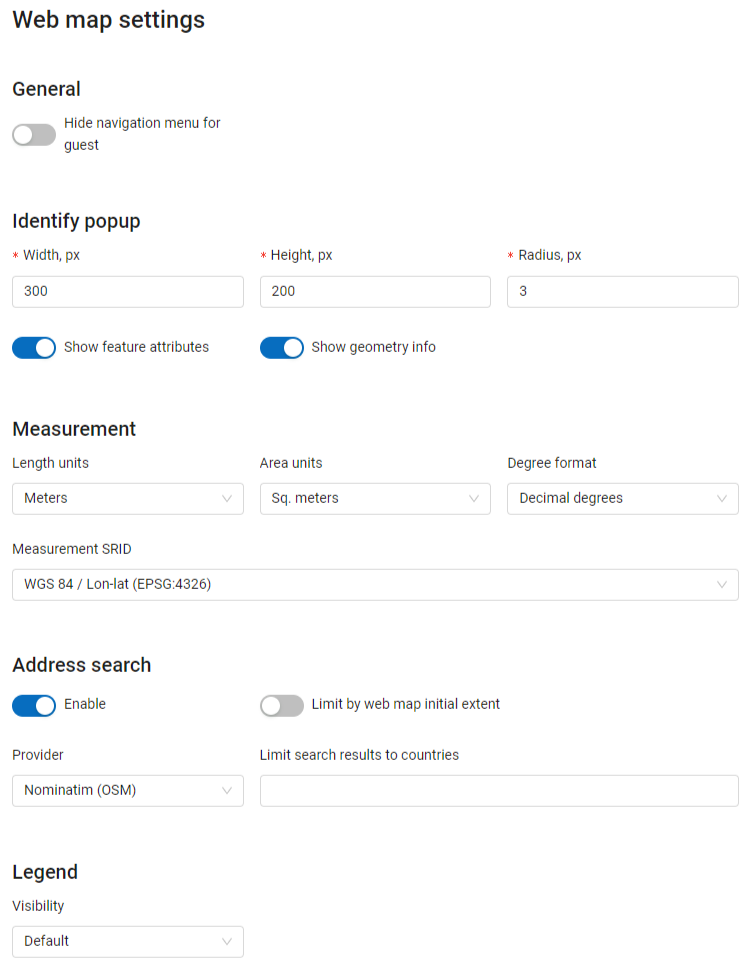 Web map settings
General
Hide navigation menu for
guest
Identify popup
* Width, px
* Height, px
* Radius, px
300
200
3
Show feature attributes
Show geometry info
Measurement
Length units
Area units
Degree format
Meters
Sq. meters
Decimal degrees
Measurement SRID
WGS 84 / Lon-lat (EPSG:4326)
Address search
Enable
Limit by web map initial extent
Provider
Limit search results to countries
Nominatim (OSM)
Legend
Visibility
Default